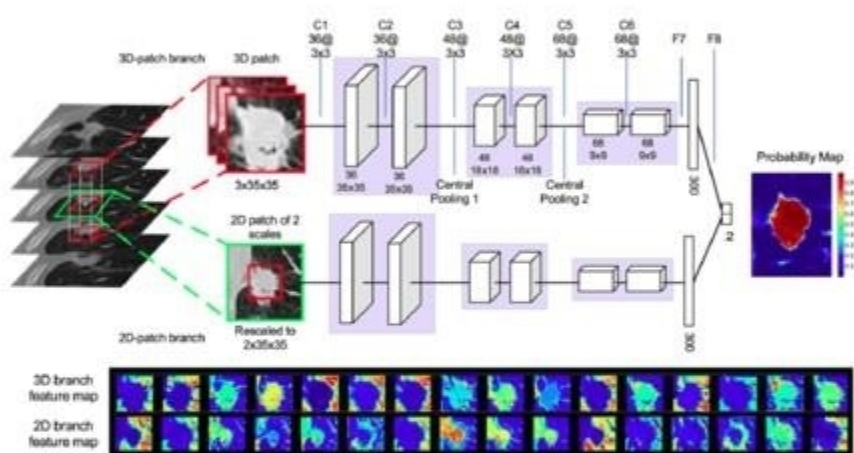 C1
36@
3x3
C2
36@
3x3
C3
48@
3x3
C4
48@
3X3
C5
68@
3x3
C6
68@
3x3
F7
F8
3D-patch branch
3D patch
3x35x35
36
35x35
36
35x35
48
18x18
48
18x18
68
9x9
68
9x9
300
Central
Pooling 1
Central
Pooling 2
2D patch of 2
scales
Rescaled to
2x35x35
2D-patch branch
300
2
Probability Map
3D branch
feature map
2D branch
feature map